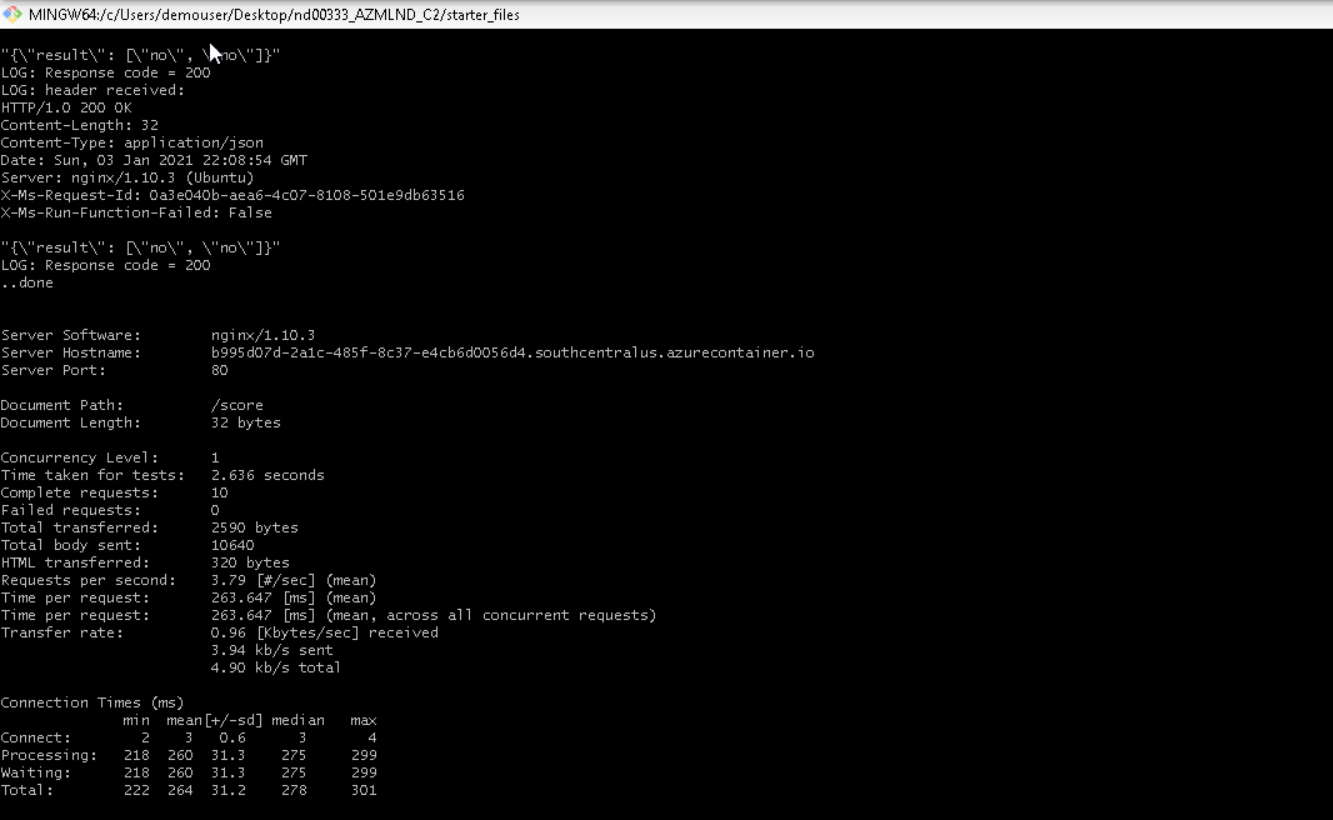 MINGW64:/c/Users/demouser/Desktop/nd00333_AZMLND_C2/starter_files
"{\"result\": [\"no\", \"no\"]}"
LOG: Response code = 200
LOG: header received:
HTTP/1.0 200 OK
Content-Length: 32
Content-Type: application/json
Date: Sun, 03 Jan 2021 22:08:54 GMT
Server: nginx/1.10.3 (Ubuntu)
X-Ms-Request-Id: 0a3e040b-aea6-4c07-8108-501e9db63516
X-Ms-Run-Function-Failed: False
"{\"result\": [\"no\", \"no\"]}"
LOG: Response code = 200
..done
Server Software: nginx/1.10.3
Server Hostname: b995d07d-2a1c-485f-8c37-e4cb6d0056d4.southcentralus.azurecontainer.io
Server Port: 80
Document Path: /score
Document Length: 32 bytes
Concurrency Level: 1
Time taken for tests: 2.636 seconds
Complete requests: 10
Failed requests: 0
Total transferred: 2590 bytes
Total body sent: 10640
HTML transferred: 320 bytes
Requests per second: 3.79 [#/sec] (mean)
Time per request: 263.647 [ms] (mean)
Time per request: 263.647 [ms] (mean, across all concurrent requests)
Transfer rate: 0.96 [Kbytes/sec] received
3.94 kb/s sent
4.90 kb/s total
Connection Times (ms)
min mean[+/-sd] median max
Connect: 2 3 0.6 3 4
Processing: 218 260 31.3 275 299
Waiting: 218 260 31.3 275 299
Total: 222 264 31.2 278 301